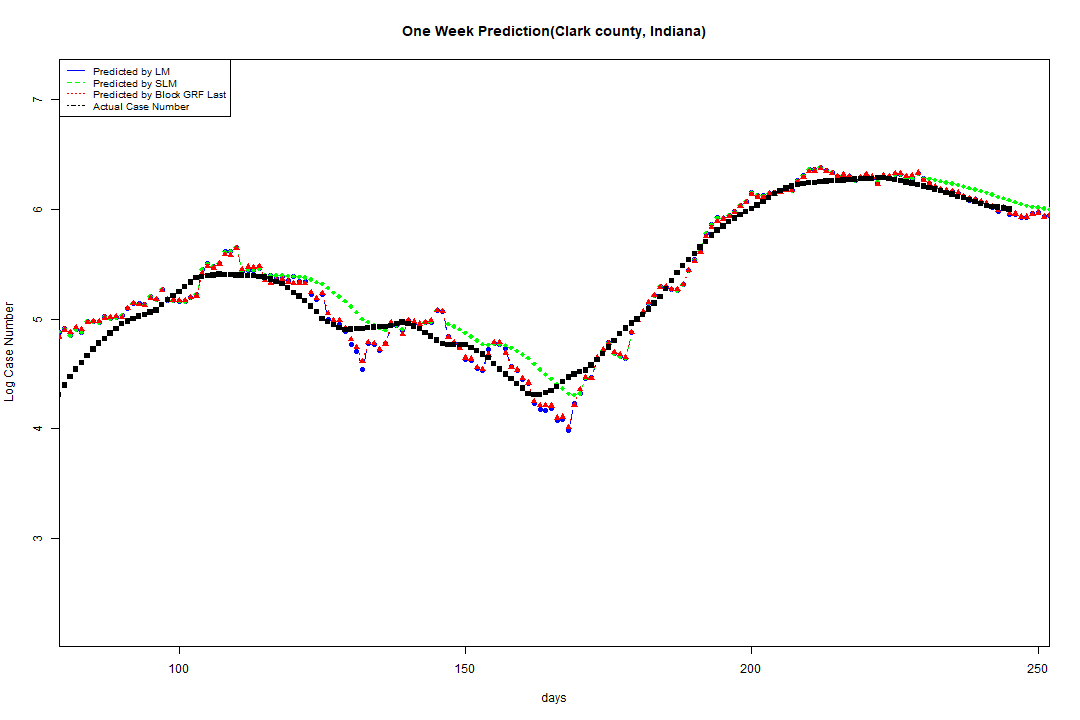 One Week Prediction(Clark county, Indiana)
Predicted by LM
Predicted by SLM
Predicted by Block GRF Last
Actual Case Number
7
6
5
4
3
Log Case Number
100 150 200 250
days